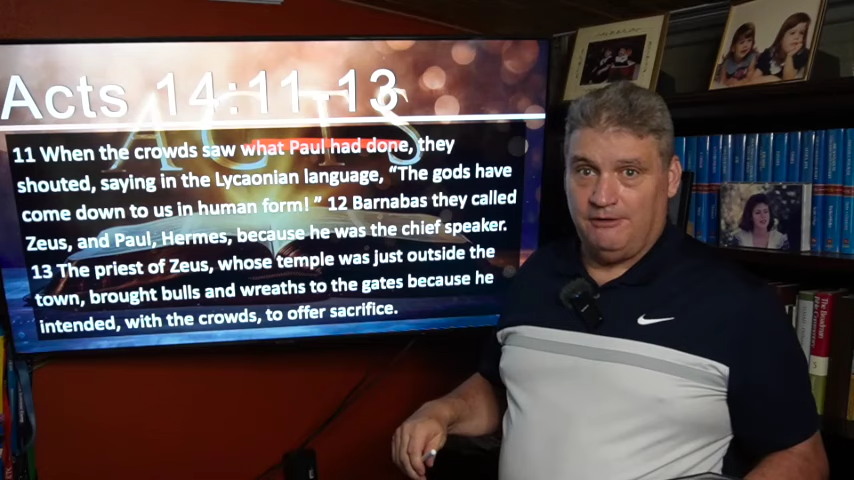 Acts 14:11-13
ACTS
11 When the crowds saw what Paul had done, they
shouted, saying in the Lycaonian language, “The gods have
come down to us in human form! ” 12 Barnabas they called
Zeus, and Paul, Hermes, because he was the chief speaker.
13 The priest of Zeus, whose temple was just outside the
town, brought bulls and wreaths to the gates because he
intended, with the crowds, to offer sacrifice.